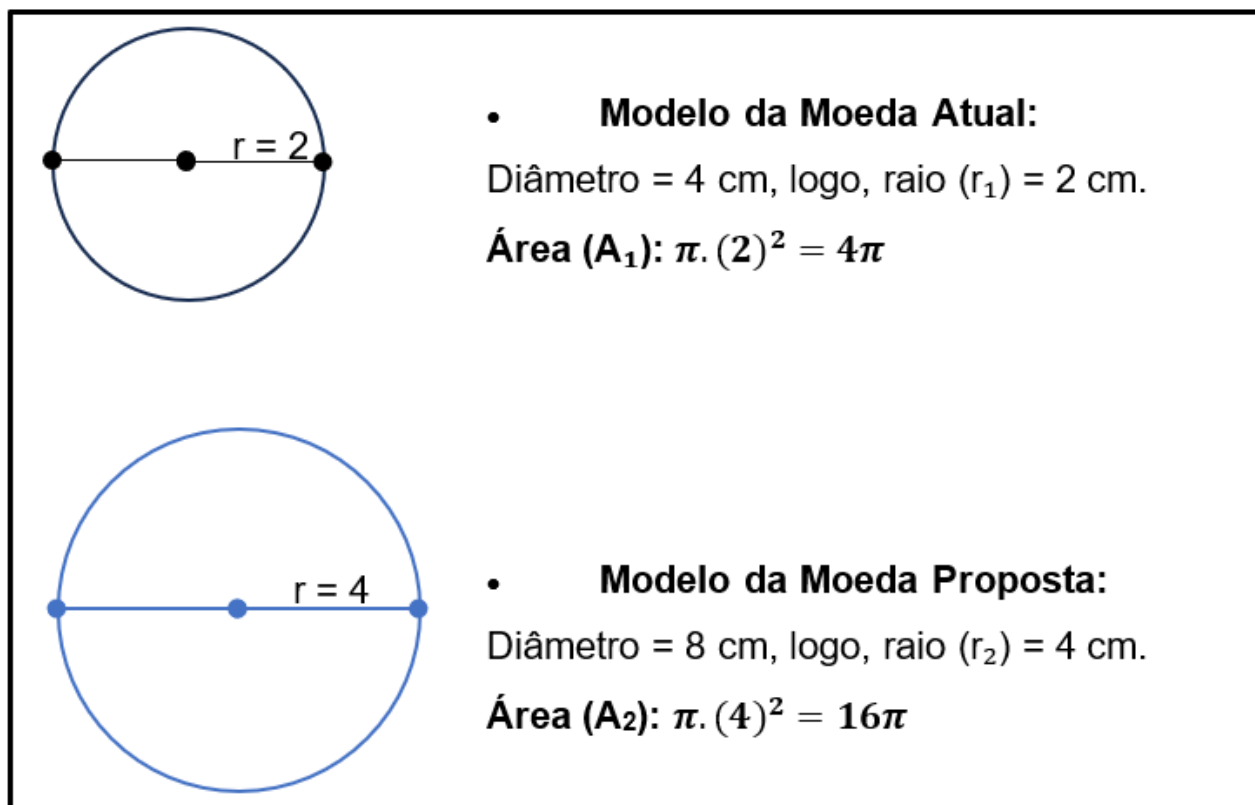 r = 2
• Modelo da Moeda Atual:
Diâmetro = 4 cm, logo, raio (r₁) = 2 cm.
Área (A₁): π.(2)² = 4π
r = 4
• Modelo da Moeda Proposta:
Diâmetro = 8 cm, logo, raio (r₂) = 4 cm.
Área (A₂): π.(4)² = 16π